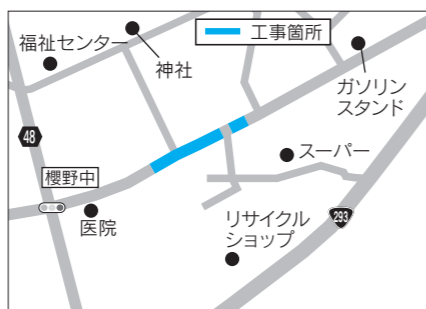 工事箇所
福祉センター
神社
ガソリン
スタンド
48
スーパー
櫻野中
医院
リサイクル
ショップ
293